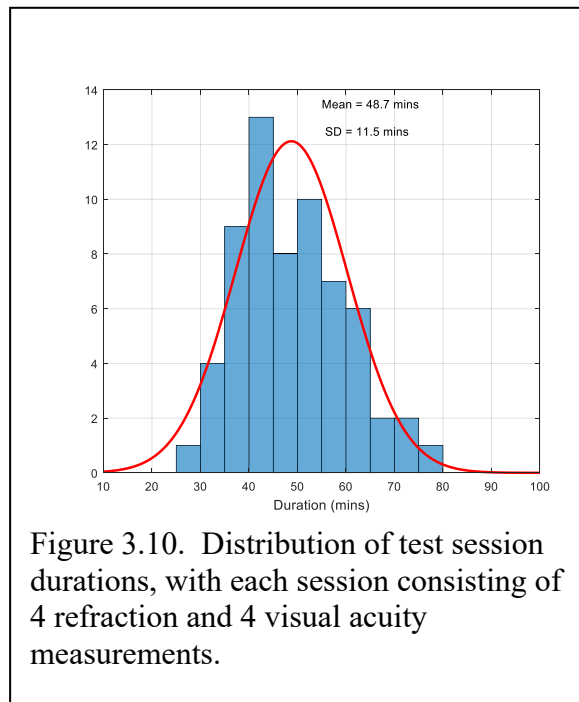 14
Mean = 48.7 mins
12
SD = 11.5 mins
10
8
6
4
2
0
10 20 30 40 50 60 70 80 90 100
Duration (mins)
Figure 3.10.  Distribution of test session
durations, with each session consisting of
4 refraction and 4 visual acuity
measurements.